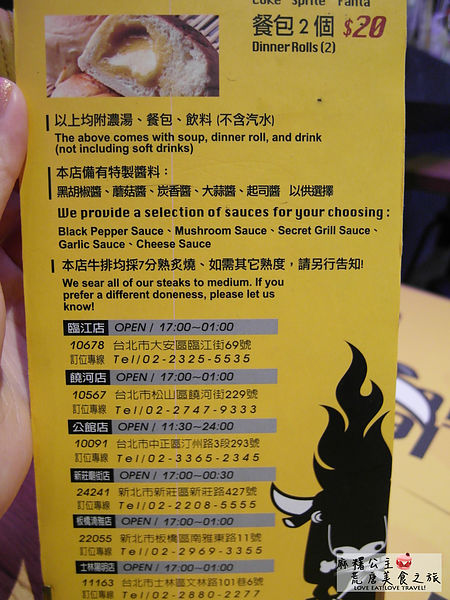 Coke Sprite Fanta
餐包2個 $20
Dinner Rolls (2)
以上均附濃湯、餐包、飲料 (不含汽水)
The above comes with soup, dinner roll, and drink
(not including soft drinks)
本店備有特製醬料：
黑胡椒醬、蘑菇醬、炭香醬、大蒜醬、起司醬 以供選擇
We provide a selection of sauces for your choosing :
Black Pepper Sauce、Mushroom Sauce、Secret Grill Sauce、
Garlic Sauce、Cheese Sauce
本店牛排均採7分熟炙燒、如需其它熟度，請另行告知!
We sear all of our steaks to medium. If you
prefer a different doneness, please let us
know!
臨江店 OPEN / 17:00~01:00
10678 台北市大安區臨江街69號
訂位專線 Tel/02-2325-5535
饒河店 OPEN / 17:00~01:00
10567 台北市松山區饒河街229號
訂位專線 Tel/02-2747-9333
公館店 OPEN / 11:30~24:00
10091 台北市中正區汀州路3段293號
訂位專線 Tel/02-3365-2345
新莊廟街店 OPEN / 17:00~00:30
24241 新北市新莊區新莊路427號
訂位專線 Tel/02-2208-5555
板橋湳雅店 OPEN / 17:00~01:00
22055 新北市板橋區南雅東路11號
訂位專線 Tel/02-2969-3355
士林陽明店 OPEN / 17:00~01:00
11163 台北市士林區文林路101巷6號
訂位專線 Tel/02-2880-2277
麻糬公主
荒唐美食之旅
LOVE EAT!LOVE TRAVEL!